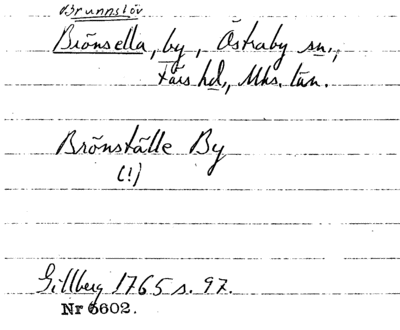 Brunnslöv
Brönsella, by, Östraby sn.,
Färs hd., Mhs. län.
Brönställe By
(!)
Gillberg 1765 s. 97.
Nr 6602.